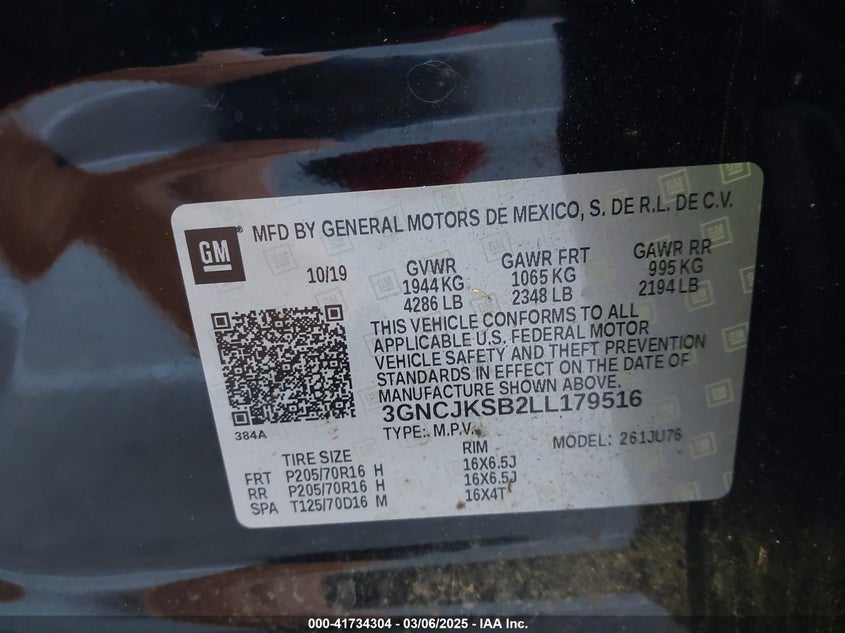 GM
MFD BY GENERAL MOTORS DE MEXICO, S. DE R.L. DE C.V.
10/19
GVWR
1944 KG
4286 LB
GAWR FRT
1065 KG
2348 LB
GAWR RR
995 KG
2194 LB
THIS VEHICLE CONFORMS TO ALL
APPLICABLE U.S. FEDERAL MOTOR
VEHICLE SAFETY AND THEFT PREVENTION
STANDARDS IN EFFECT ON THE DATE OF
MANUFACTURE SHOWN ABOVE.
3GNCJKSB2LL179516
TYPE: M.P.V.
MODEL: 261JU76
384A
TIRE SIZE RIM
FRT P205/70R16 H 16X6.5J
RR P205/70R16 H 16X6.5J
SPA T125/70D16 M 16X4T
000-41734304 — 03/06/2025 — IAA Inc.